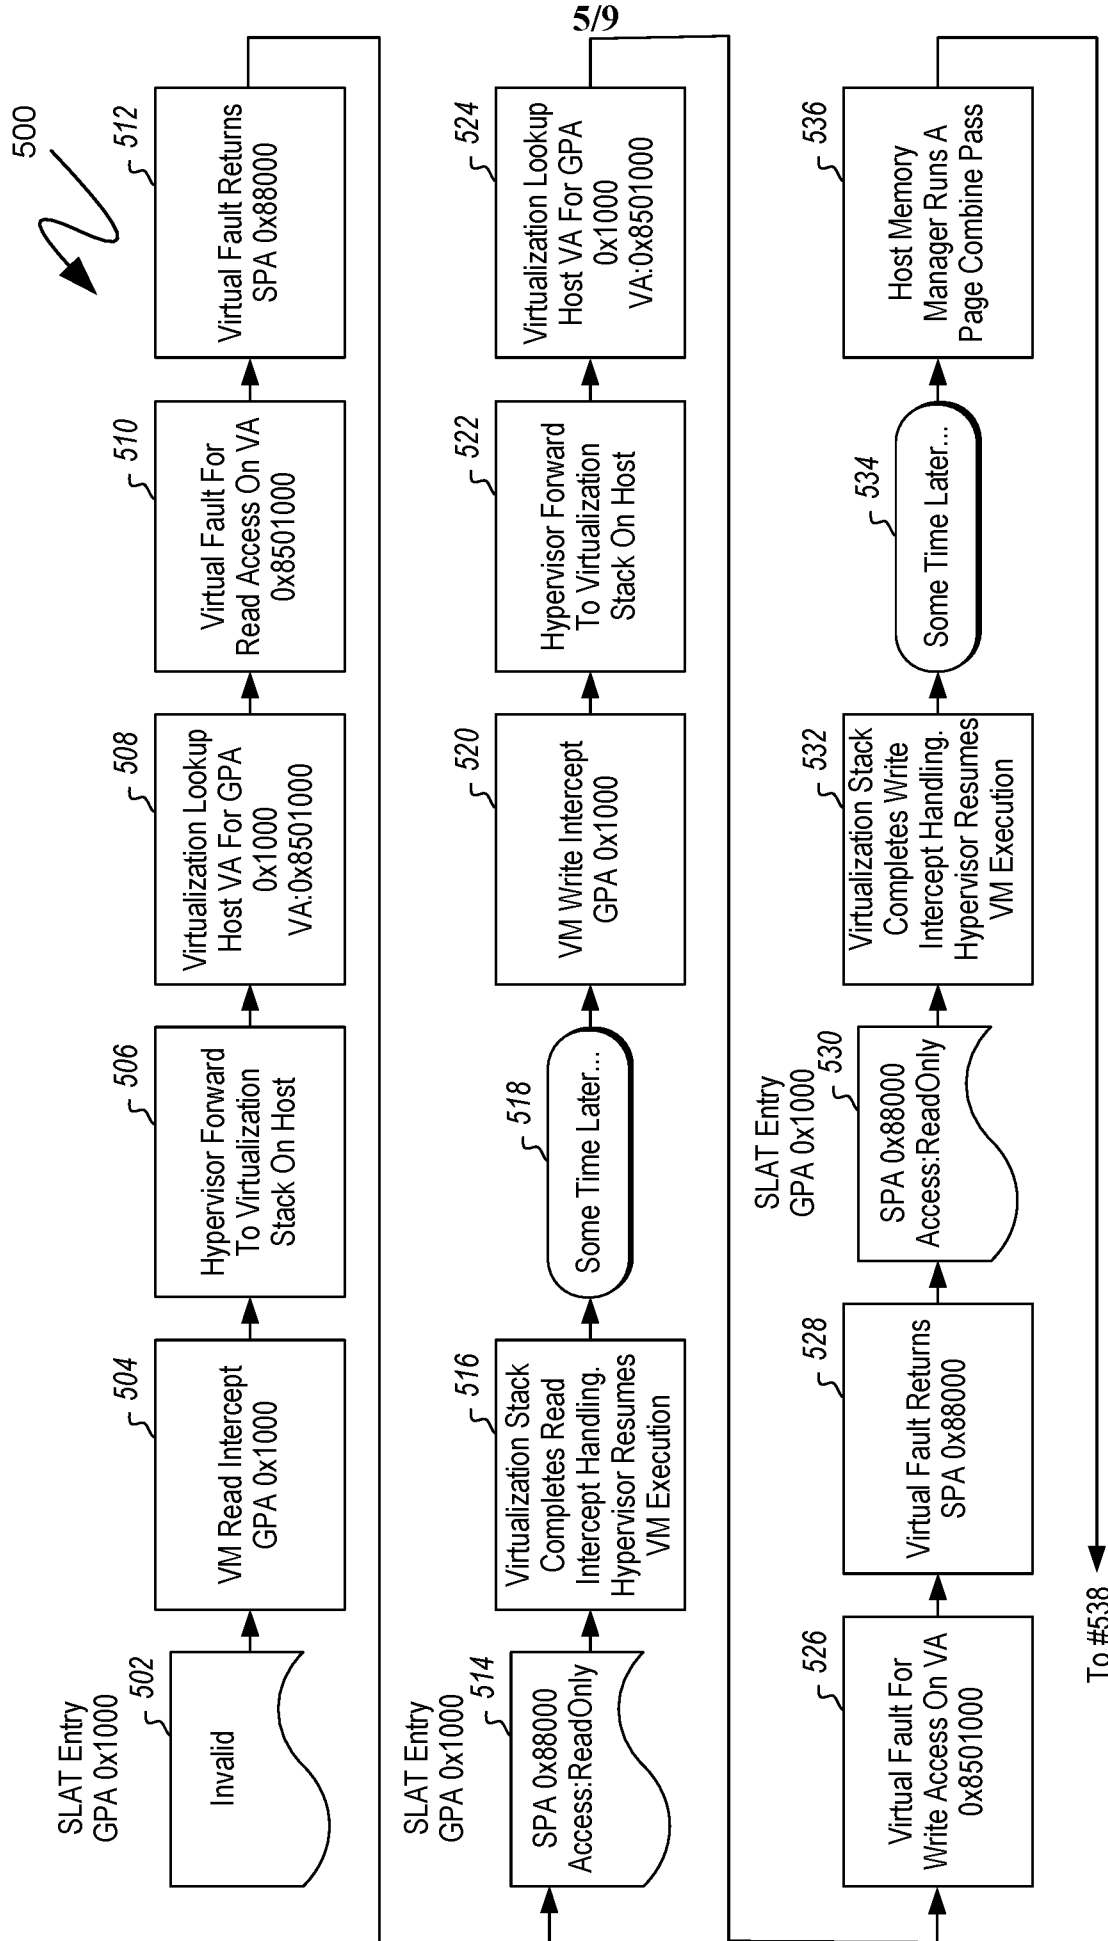 5/9
500
SLAT Entry
GPA 0x1000
502
Invalid
504
VM Read Intercept
GPA 0x1000
506
Hypervisor Forward
To Virtualization
Stack On Host
508
Virtualization Lookup
Host VA For GPA
0x1000
VA:0x8501000
510
Virtual Fault For
Read Access On VA
0x8501000
512
Virtual Fault Returns
SPA 0x88000
SLAT Entry
GPA 0x1000
514
SPA 0x88000
Access:ReadOnly
516
Virtualization Stack
Completes Read
Intercept Handling.
Hypervisor Resumes
VM Execution
518
Some Time Later...
520
VM Write Intercept
GPA 0x1000
522
Hypervisor Forward
To Virtualization
Stack On Host
524
Virtualization Lookup
Host VA For GPA
0x1000
VA:0x8501000
526
Virtual Fault For
Write Access On VA
0x8501000
528
Virtual Fault Returns
SPA 0x88000
SLAT Entry
GPA 0x1000
530
SPA 0x88000
Access:ReadOnly
532
Virtualization Stack
Completes Write
Intercept Handling.
Hypervisor Resumes
VM Execution
534
Some Time Later...
536
Host Memory
Manager Runs A
Page Combine Pass
To #538